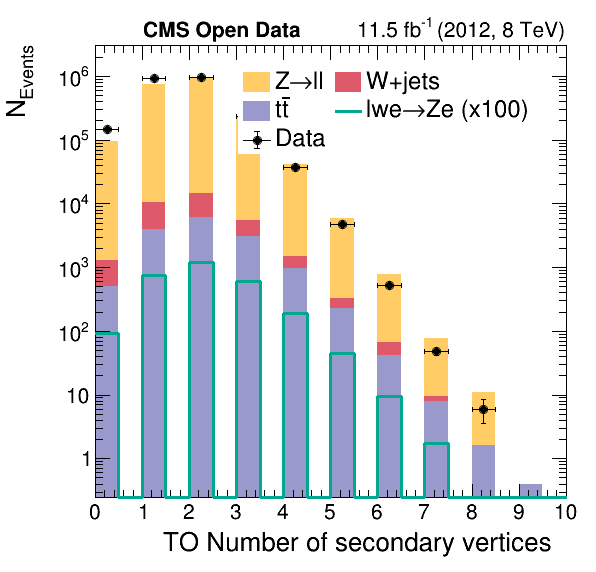 CMS Open Data 11.5 fb⁻¹ (2012, 8 TeV)
N_Events
Z→ll W+jets
tt̄ lwe→Ze (x100)
Data
10⁶
10⁵
10⁴
10³
10²
10
1
0 1 2 3 4 5 6 7 8 9 10
TO Number of secondary vertices